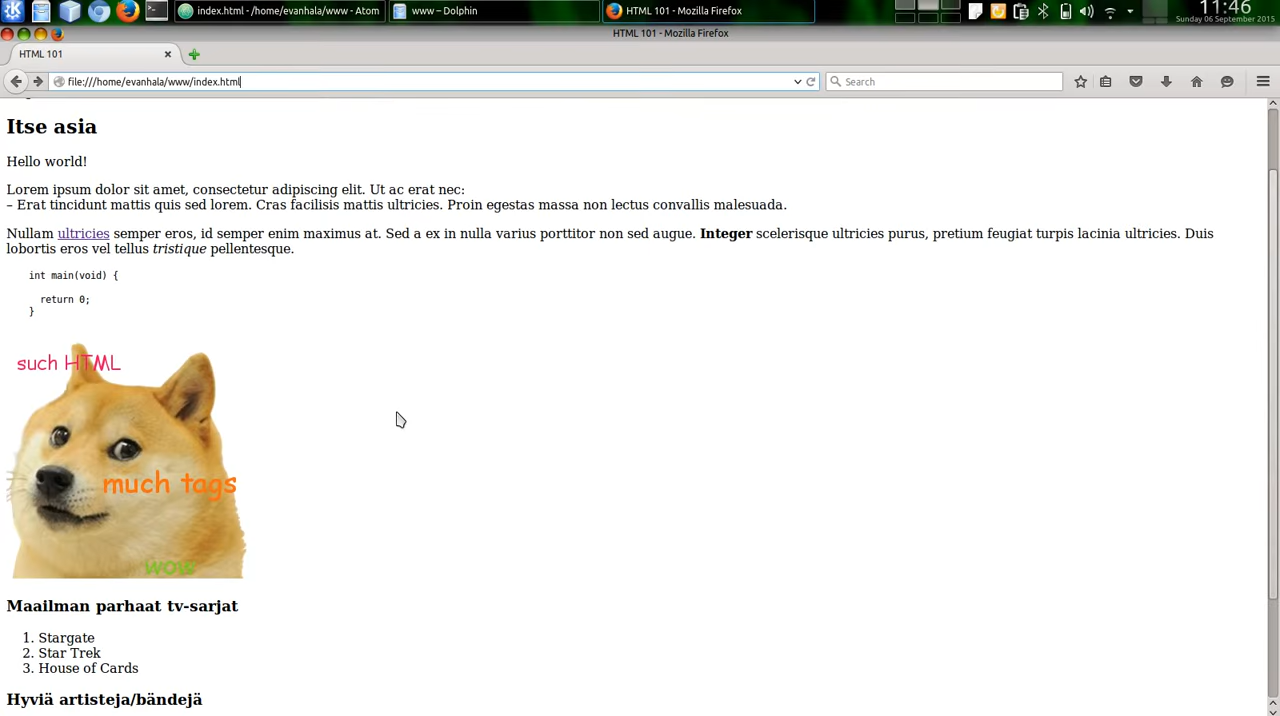 index.html - /home/evanhala/www - Atom
www – Dolphin
HTML 101 - Mozilla Firefox
11:46
Sunday 06 September 2015
HTML 101 - Mozilla Firefox
HTML 101
file:///home/evanhala/www/index.html
Search
Itse asia
Hello world!
Lorem ipsum dolor sit amet, consectetur adipiscing elit. Ut ac erat nec:
– Erat tincidunt mattis quis sed lorem. Cras facilisis mattis ultricies. Proin egestas massa non lectus convallis malesuada.
Nullam ultricies semper eros, id semper enim maximus at. Sed a ex in nulla varius porttitor non sed augue. Integer scelerisque ultricies purus, pretium feugiat turpis lacinia ultricies. Duis
lobortis eros vel tellus tristique pellentesque.
int main(void) {
return 0;
}
such HTML
much tags
wow
Maailman parhaat tv-sarjat
1. Stargate
2. Star Trek
3. House of Cards
Hyviä artisteja/bändejä